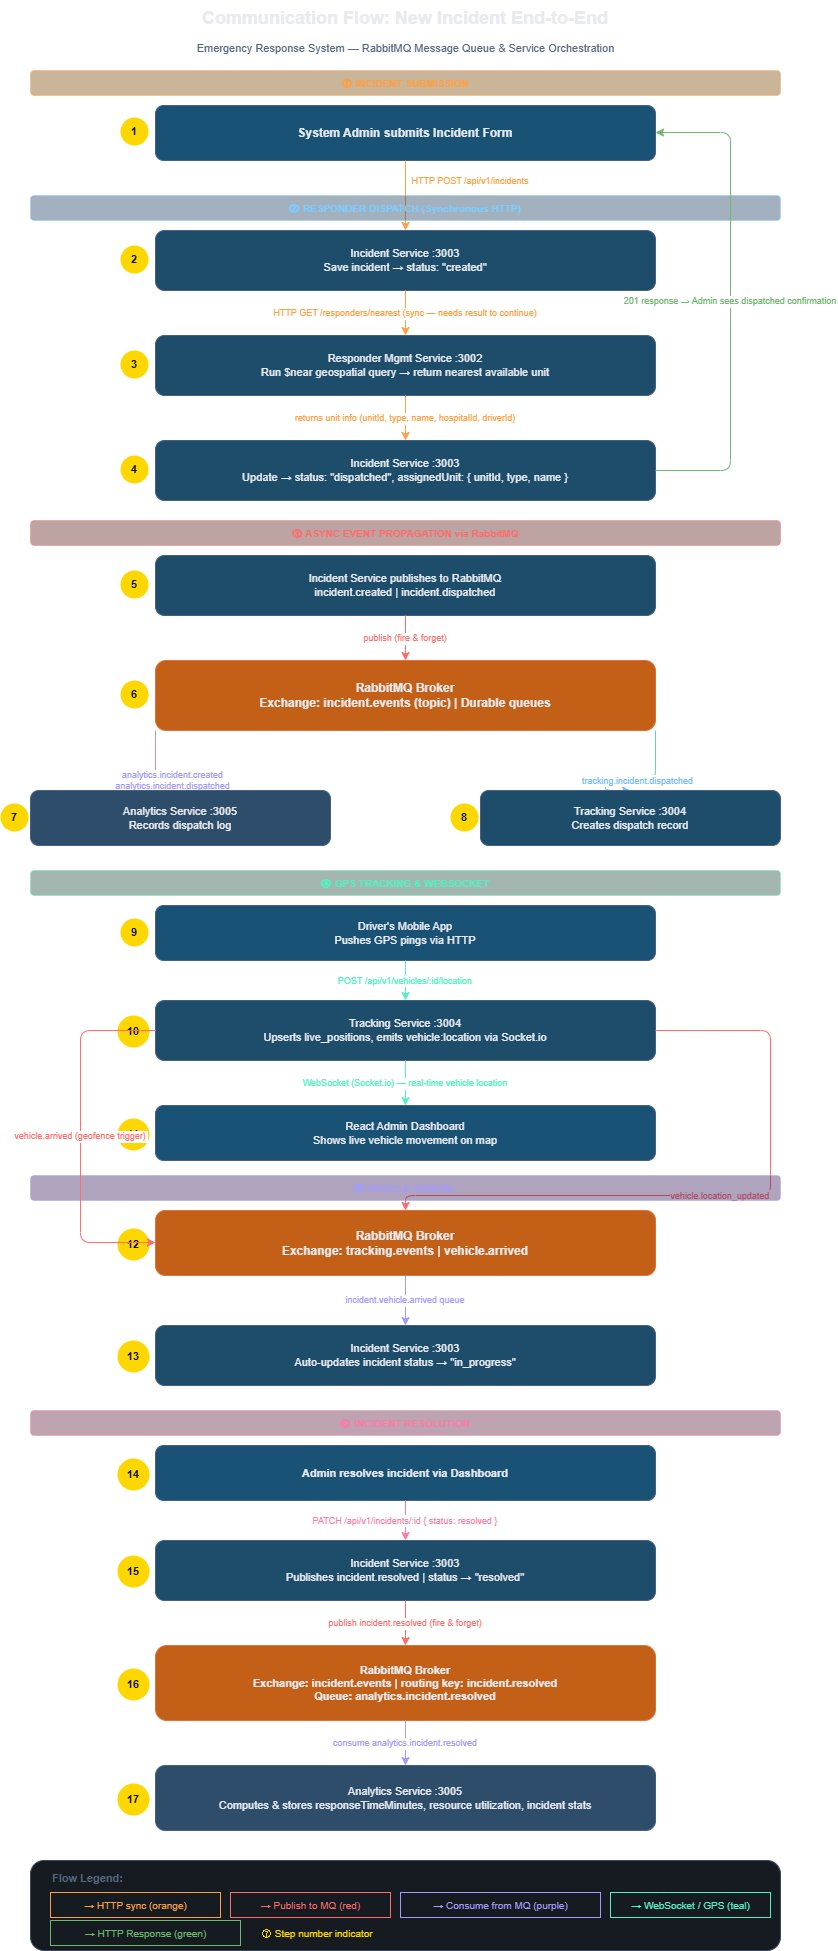 Communication Flow: New Incident End-to-End
Emergency Response System — RabbitMQ Message Queue & Service Orchestration
① INCIDENT SUBMISSION
1
System Admin submits Incident Form
HTTP POST /api/v1/incidents
② RESPONDER DISPATCH (Synchronous HTTP)
2
Incident Service :3003
Save incident → status: "created"
201 response → Admin sees dispatched confirmation
HTTP GET /responders/nearest (sync — needs result to continue)
3
Responder Mgmt Service :3002
Run $near geospatial query → return nearest available unit
returns unit info (unitId, type, name, hospitalId, driverId)
4
Incident Service :3003
Update → status: "dispatched", assignedUnit: { unitId, type, name }
③ ASYNC EVENT PROPAGATION via RabbitMQ
5
Incident Service publishes to RabbitMQ
incident.created | incident.dispatched
publish (fire & forget)
6
RabbitMQ Broker
Exchange: incident.events (topic) | Durable queues
analytics.incident.created
analytics.incident.dispatched
tracking.incident.dispatched
7
Analytics Service :3005
Records dispatch log
8
Tracking Service :3004
Creates dispatch record
④ GPS TRACKING & WEBSOCKET
9
Driver's Mobile App
Pushes GPS pings via HTTP
POST /api/v1/vehicles/:id/location
10
Tracking Service :3004
Upserts live_positions, emits vehicle:location via Socket.io
WebSocket (Socket.io) — real-time vehicle location
React Admin Dashboard
Shows live vehicle movement on map
vehicle.arrived (geofence trigger)
vehicle.location_updated
12
RabbitMQ Broker
Exchange: tracking.events | vehicle.arrived
incident.vehicle.arrived queue
13
Incident Service :3003
Auto-updates incident status → "in_progress"
⑥ INCIDENT RESOLUTION
14
Admin resolves incident via Dashboard
PATCH /api/v1/incidents/:id { status: resolved }
15
Incident Service :3003
Publishes incident.resolved | status → "resolved"
publish incident.resolved (fire & forget)
16
RabbitMQ Broker
Exchange: incident.events | routing key: incident.resolved
Queue: analytics.incident.resolved
consume analytics.incident.resolved
17
Analytics Service :3005
Computes & stores responseTimeMinutes, resource utilization, incident stats
Flow Legend:
→ HTTP sync (orange)
→ Publish to MQ (red)
→ Consume from MQ (purple)
→ WebSocket / GPS (teal)
→ HTTP Response (green)
① Step number indicator